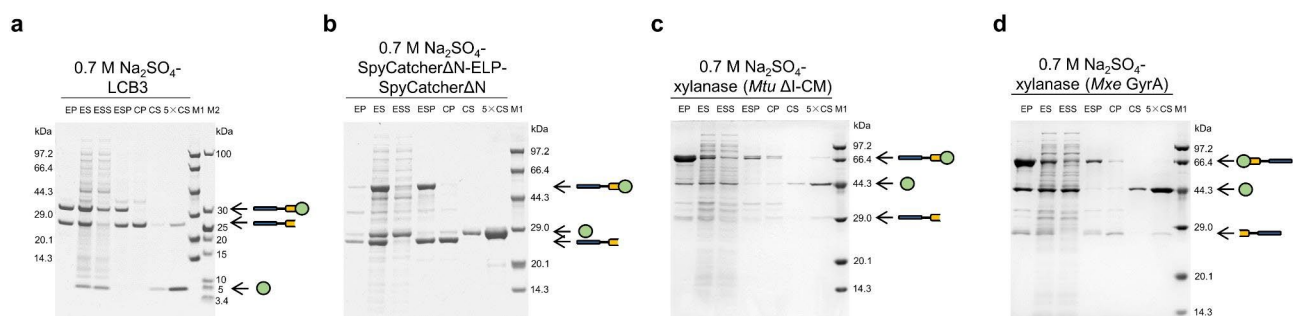 a
0.7 M Na₂SO₄-
LCB3
EP ES ESS ESP CP CS 5×CS M1 M2
kDa
97.2
66.4
44.3
29.0
20.1
14.3
kDa
100
30
25
20
15
10
5
3.4
b
0.7 M Na₂SO₄-
SpyCatcherΔN-ELP-
SpyCatcherΔN
EP ES ESS ESP CP CS 5×CS M1
kDa
97.2
66.4
44.3
29.0
20.1
14.3
c
0.7 M Na₂SO₄-
xylanase (Mtu ΔI-CM)
EP ES ESS ESP CP CS 5×CS M1
kDa
97.2
66.4
44.3
29.0
20.1
14.3
d
0.7 M Na₂SO₄-
xylanase (Mxe GyrA)
EP ES ESS ESP CP CS 5×CS M1
kDa
97.2
66.4
44.3
29.0
20.1
14.3